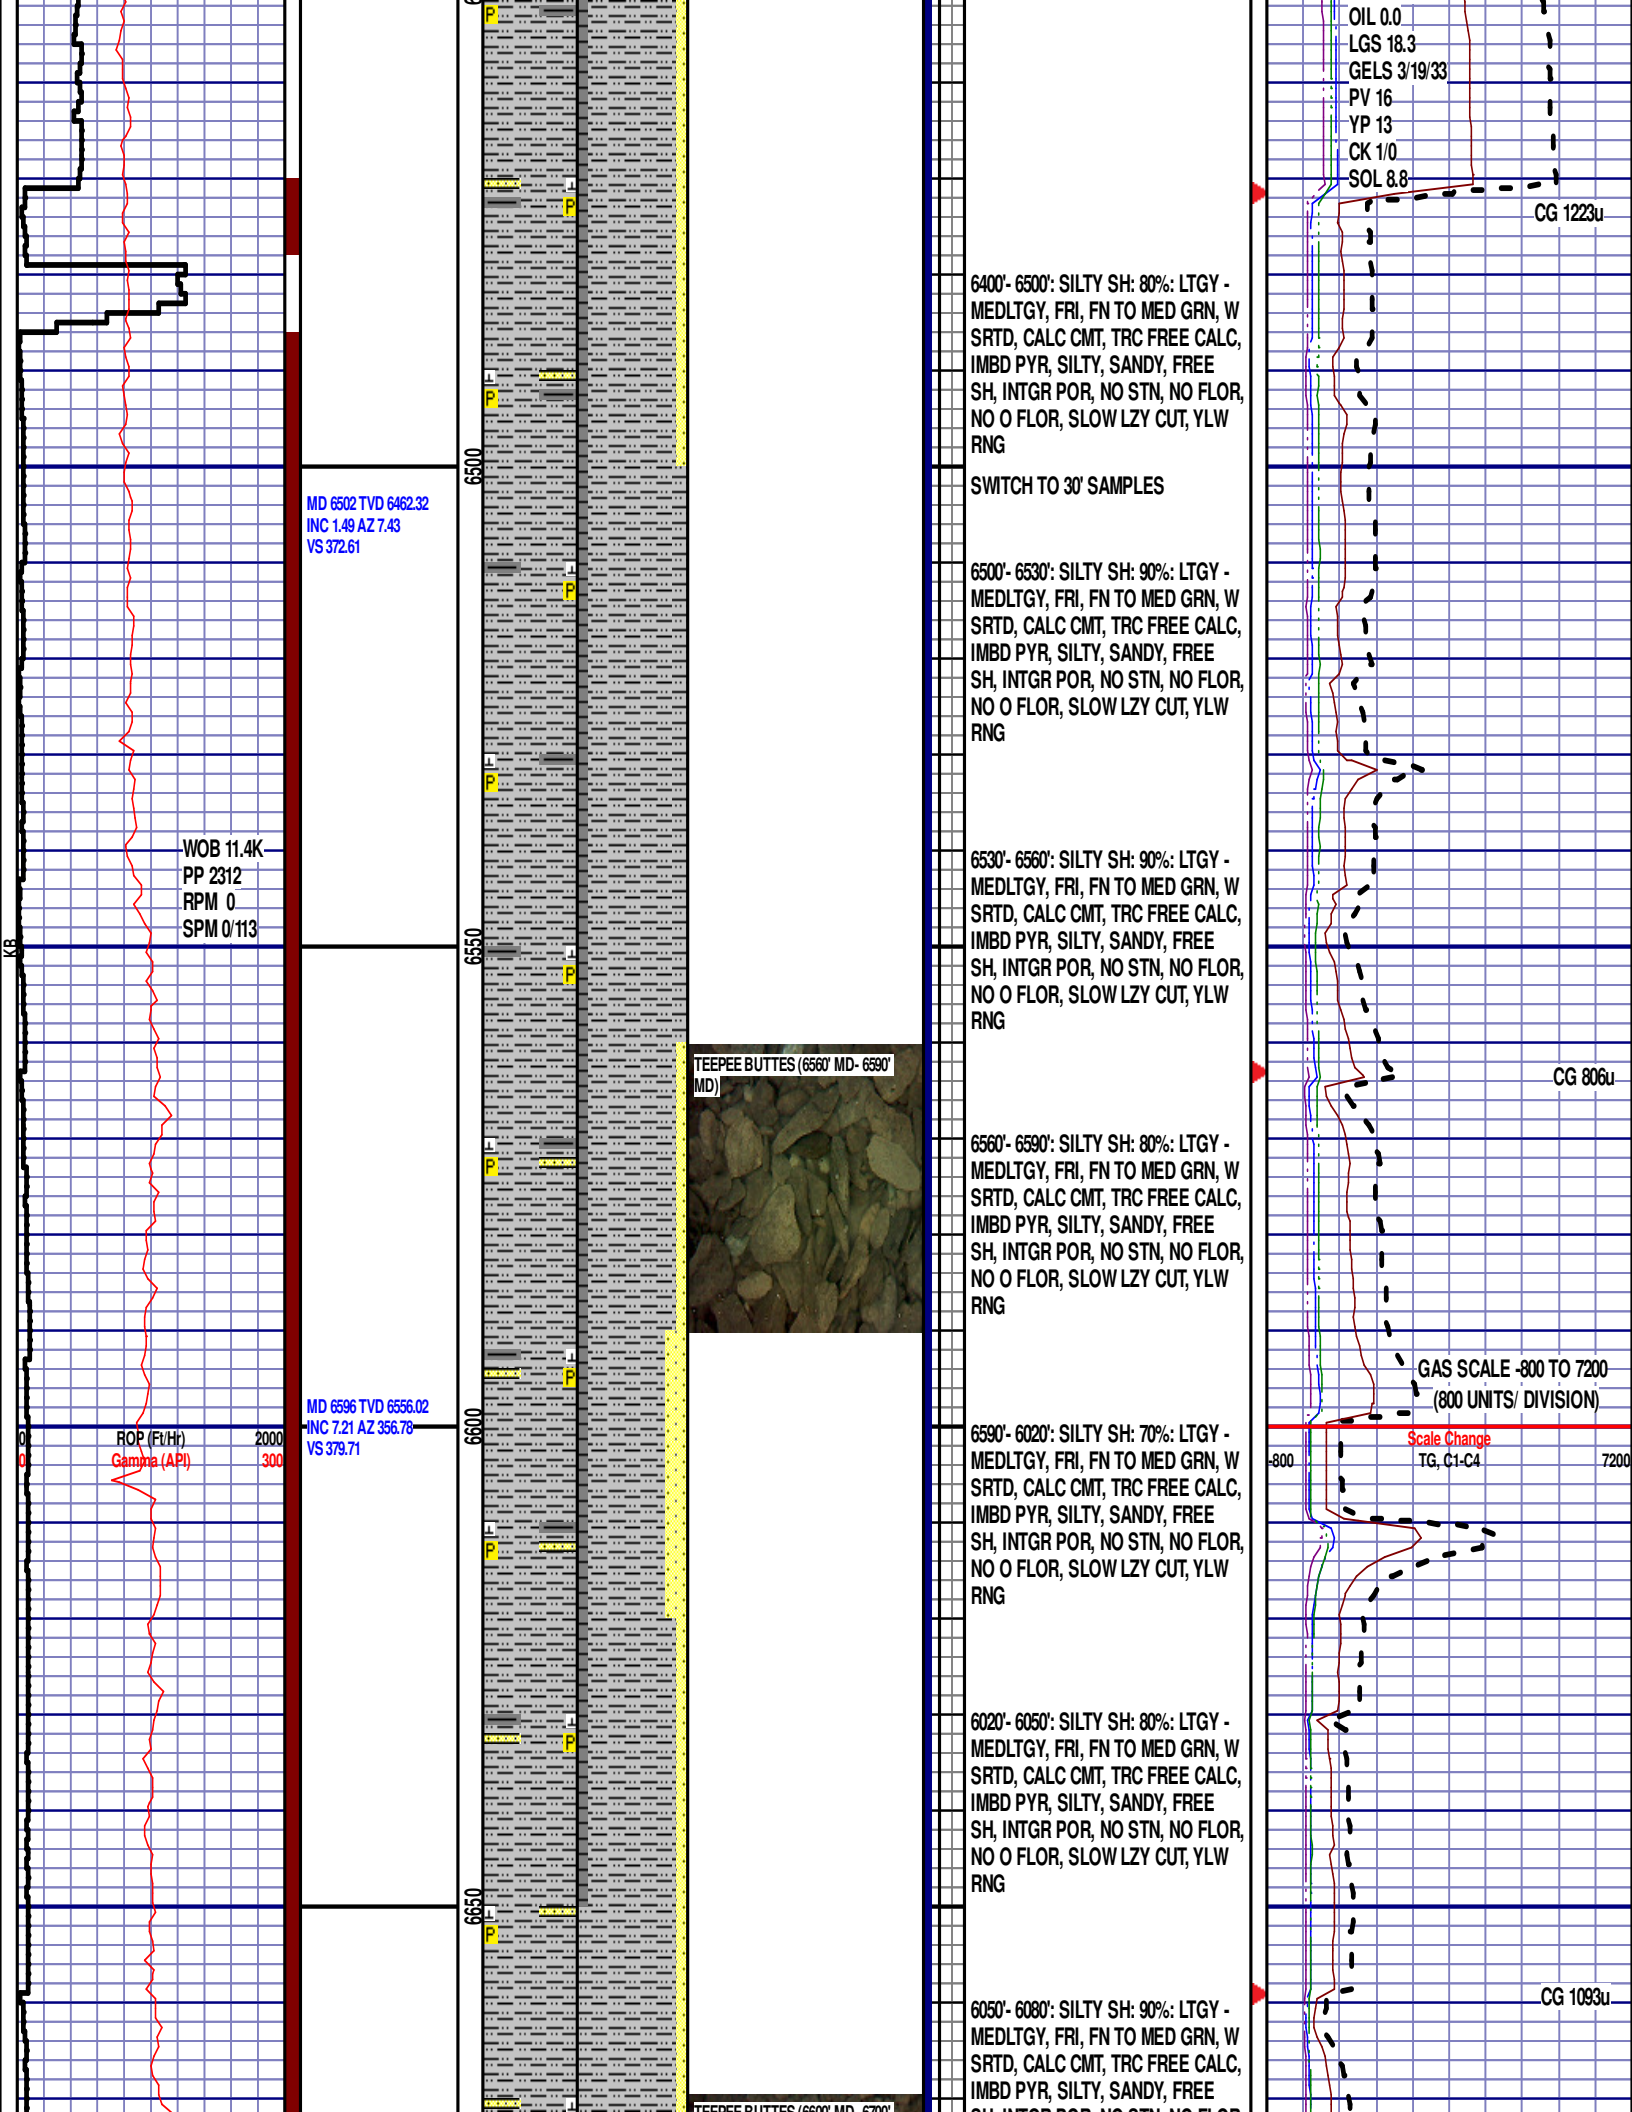 OIL 0.0
LGS 18.3
GELS 3/19/33
PV 16
YP 13
CK 1/0
SOL 8.8
CG 1223u
6400'- 6500': SILTY SH: 80%: LTGY -
MEDLTGY, FRI, FN TO MED GRN, W
SRTD, CALC CMT, TRC FREE CALC,
IMBD PYR, SILTY, SANDY, FREE
SH, INTGR POR, NO STN, NO FLOR,
NO O FLOR, SLOW LZY CUT, YLW
RNG
6500
SWITCH TO 30' SAMPLES
MD 6502 TVD 6462.32
INC 1.49 AZ 7.43
VS 372.61
6500'- 6530': SILTY SH: 90%: LTGY -
MEDLTGY, FRI, FN TO MED GRN, W
SRTD, CALC CMT, TRC FREE CALC,
IMBD PYR, SILTY, SANDY, FREE
SH, INTGR POR, NO STN, NO FLOR,
NO O FLOR, SLOW LZY CUT, YLW
RNG
WOB 11.4K
PP 2312
RPM 0
SPM 0/113
KB
6550
6530'- 6560': SILTY SH: 90%: LTGY -
MEDLTGY, FRI, FN TO MED GRN, W
SRTD, CALC CMT, TRC FREE CALC,
IMBD PYR, SILTY, SANDY, FREE
SH, INTGR POR, NO STN, NO FLOR,
NO O FLOR, SLOW LZY CUT, YLW
RNG
TEEPEE BUTTES (6560' MD- 6590'
MD)
CG 806u
6560'- 6590': SILTY SH: 80%: LTGY -
MEDLTGY, FRI, FN TO MED GRN, W
SRTD, CALC CMT, TRC FREE CALC,
IMBD PYR, SILTY, SANDY, FREE
SH, INTGR POR, NO STN, NO FLOR,
NO O FLOR, SLOW LZY CUT, YLW
RNG
GAS SCALE -800 TO 7200
(800 UNITS/ DIVISION)
MD 6596 TVD 6556.02
INC 7.21 AZ 356.78
VS 379.71
6600
0 ROP (Ft/Hr) 2000
0 Gamma (API) 300
Scale Change
-800 TG, C1-C4 7200
6590'- 6020': SILTY SH: 70%: LTGY -
MEDLTGY, FRI, FN TO MED GRN, W
SRTD, CALC CMT, TRC FREE CALC,
IMBD PYR, SILTY, SANDY, FREE
SH, INTGR POR, NO STN, NO FLOR,
NO O FLOR, SLOW LZY CUT, YLW
RNG
6020'- 6050': SILTY SH: 80%: LTGY -
MEDLTGY, FRI, FN TO MED GRN, W
SRTD, CALC CMT, TRC FREE CALC,
IMBD PYR, SILTY, SANDY, FREE
SH, INTGR POR, NO STN, NO FLOR,
NO O FLOR, SLOW LZY CUT, YLW
RNG
6650
CG 1093u
6050'- 6080': SILTY SH: 90%: LTGY -
MEDLTGY, FRI, FN TO MED GRN, W
SRTD, CALC CMT, TRC FREE CALC,
IMBD PYR, SILTY, SANDY, FREE
SH, INTGR POR, NO STN, NO FLOR,
TEEPEE BUTTES (6600' MD- 6700'
P
P
P
P
P
P
P
P
P
P
P